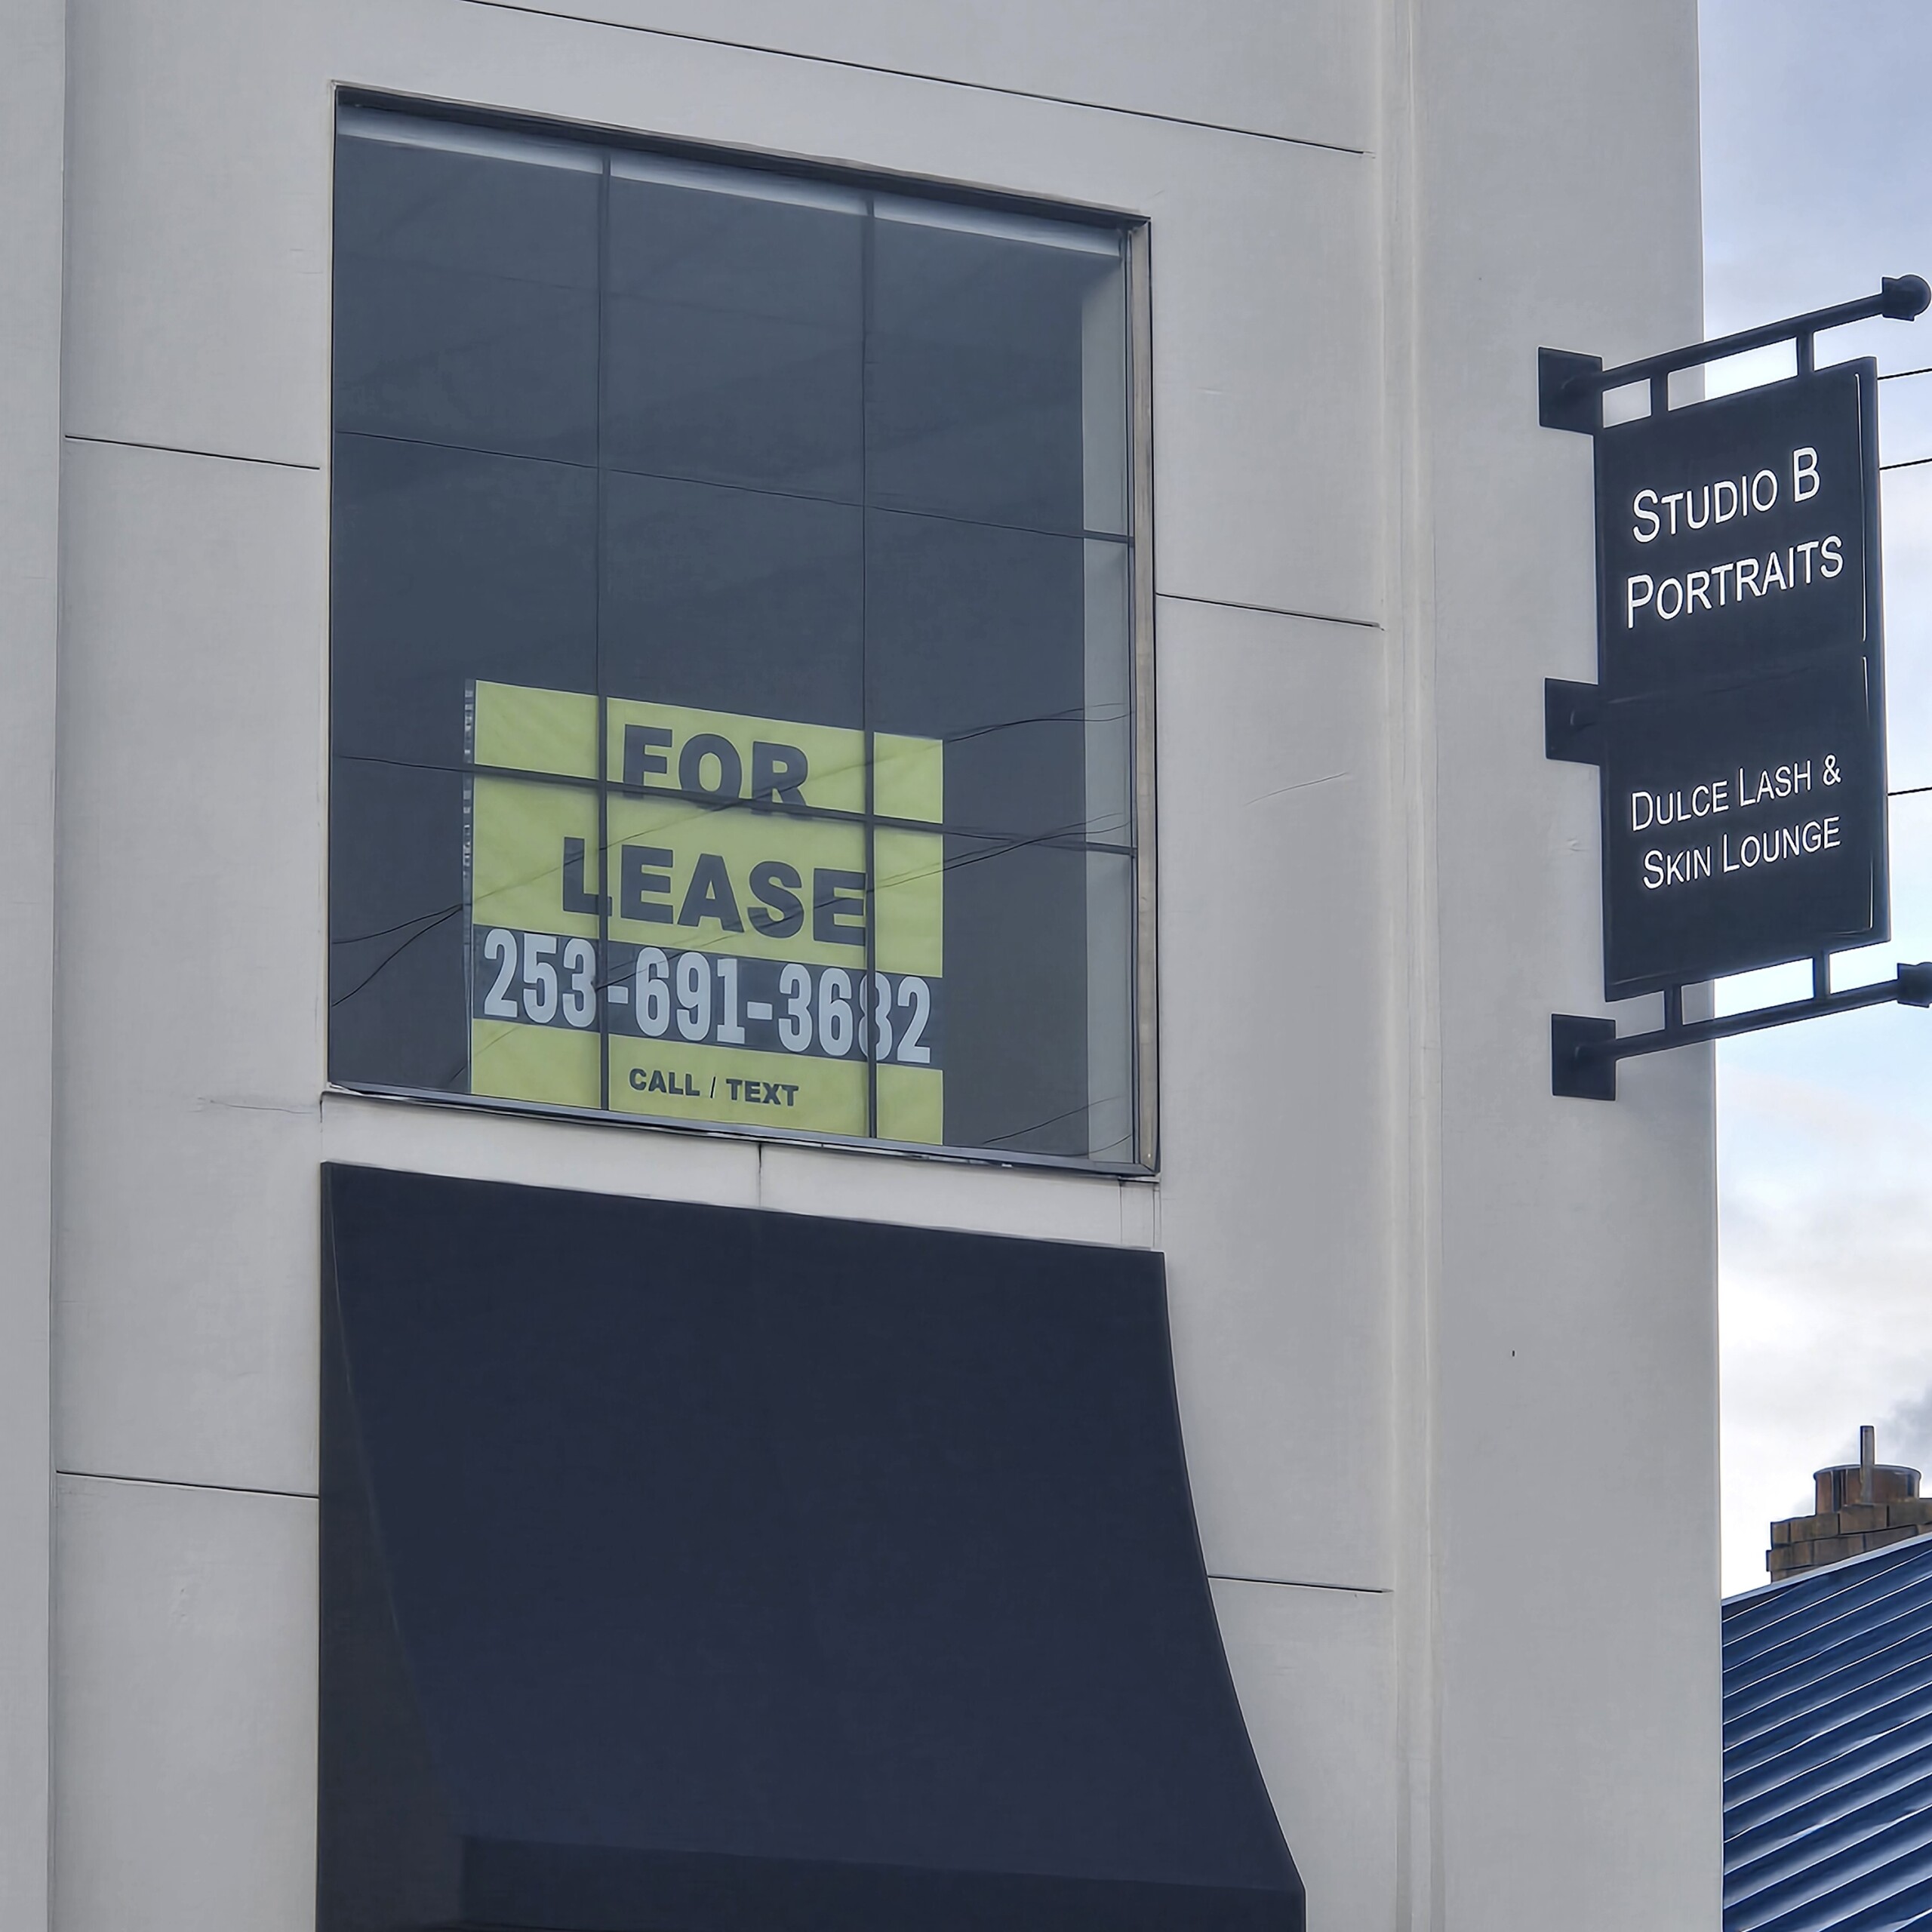 FOR
LEASE
253-691-3682
CALL / TEXT
STUDIO B
PORTRAITS
DULCE LASH &
SKIN LOUNGE